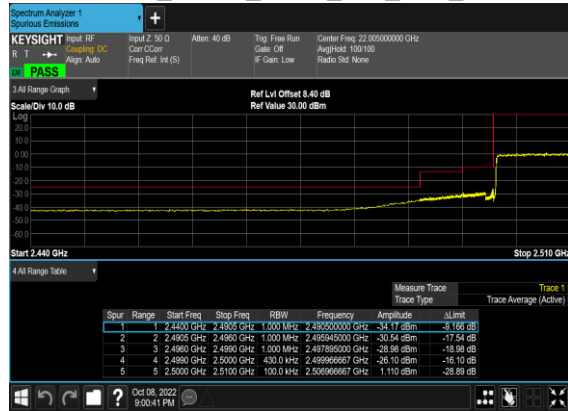 Spectrum Analyzer 1
Spurious Emissions
+
KEYSIGHT Input: RF Input Z: 50 Ω Atten: 40 dB Trig: Free Run Center Freq: 22.005000000 GHz
R T Coupling: DC Corr CCorr Gate: Off Avg|Hold: 100/100
Align: Auto Freq Ref: Int (S) IF Gain: Low Radio Std: None
PASS
3 All Range Graph
Ref Lvl Offset 8.40 dB
Scale/Div 10.0 dB Ref Value 30.00 dBm
Log
20.0
10.0
0.00
-10.0
-20.0
-30.0
-40.0
-50.0
-60.0
Start 2.440 GHz Stop 2.510 GHz
4 All Range Table
Measure Trace Trace 1
Trace Type Trace Average (Active)
Spur Range Start Freq Stop Freq RBW Frequency Amplitude ΔLimit
1 1 2.4400 GHz 2.4905 GHz 1.000 MHz 2.490500000 GHz -34.17 dBm -9.166 dB
2 2 2.4905 GHz 2.4960 GHz 1.000 MHz 2.495945000 GHz -30.54 dBm -17.54 dB
3 3 2.4960 GHz 2.4990 GHz 1.000 MHz 2.497895000 GHz -28.98 dBm -18.98 dB
4 4 2.4990 GHz 2.5000 GHz 430.0 kHz 2.499966667 GHz -26.10 dBm -16.10 dB
5 5 2.5000 GHz 2.5100 GHz 100.0 kHz 2.506966667 GHz 1.110 dBm -28.89 dB
? Oct 08, 2022
9:00:41 PM